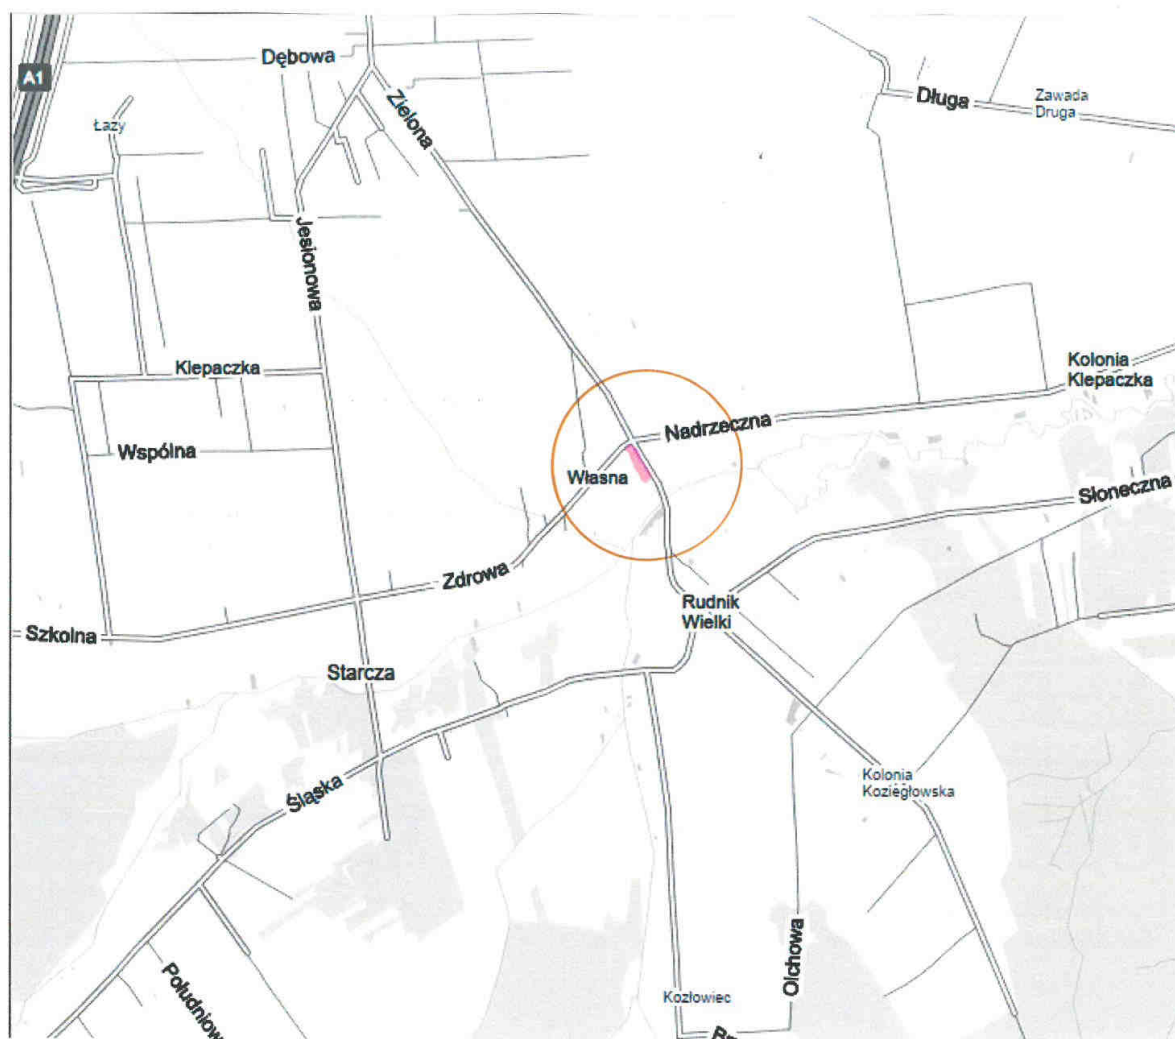 Dębowa
A1
Zielona
Długa
Zawada
Druga
Łazy
Jesionowa
Klepaczka
Kolonia
Klepaczka
Nadrzeczna
Wspólna
Własna
Słoneczna
Zdrowa
Rudnik
Wielki
Szkolna
Starcza
Śląska
Kolonia
Koziegłowska
Olchowa
Południow
Kozłowiec